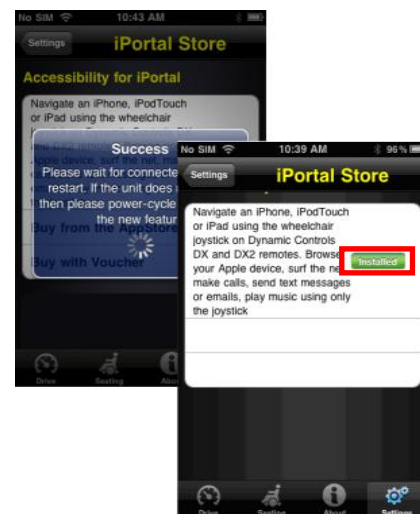 No SIM 10:43 AM
Settings iPortal Store
Accessibility for iPortal
Navigate an iPhone, iPodTouch
or iPad using the wheelchair
Success
Please wait for connecte
restart. If the unit does
then please power-cycle
the new featur
Buy from the AppStore
Buy with Voucher
Drive Seating Abou
No SIM 10:39 AM 96%
Settings iPortal Store
Navigate an iPhone, iPodTouch
or iPad using the wheelchair
joystick on Dynamic Controls
DX and DX2 remotes. Browse
your Apple device, surf the ne
make calls, send text messages
or emails, play music using only
the joystick
Installed
Drive Seating About Settings